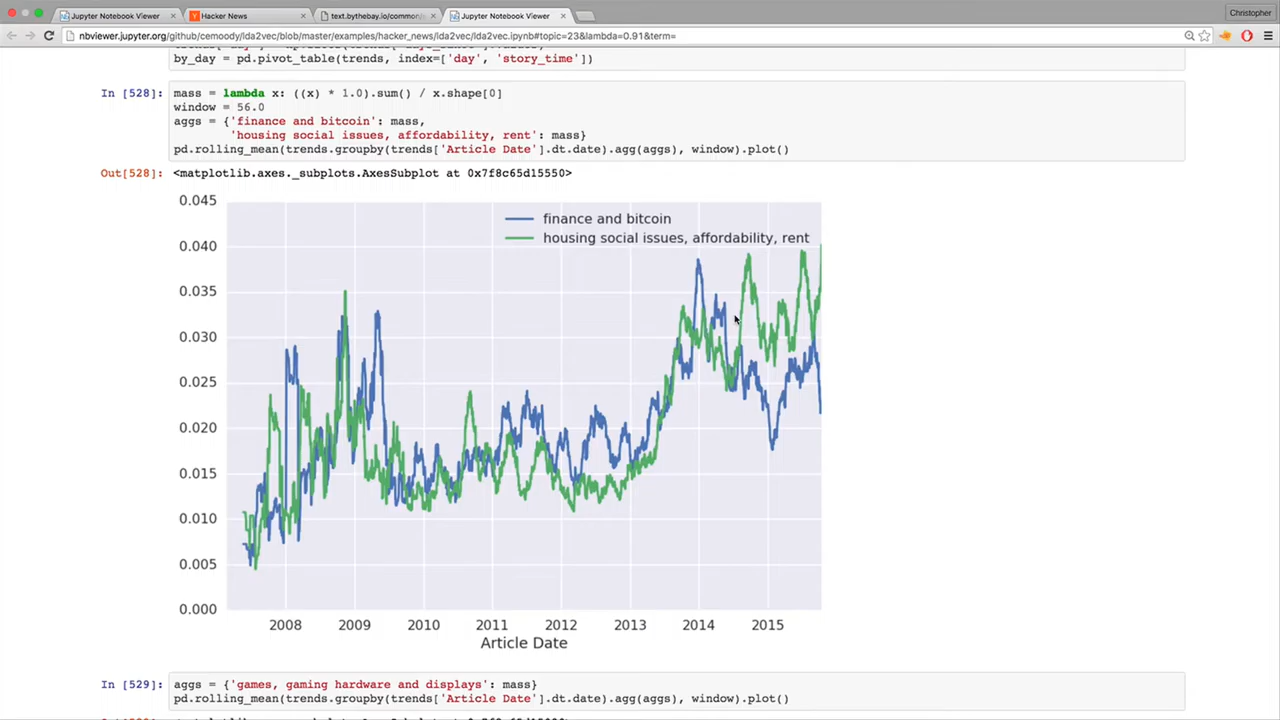 Jupyter Notebook Viewer
Hacker News
text.bythebay.io/common/s
Jupyter Notebook Viewer
Christopher
nbviewer.jupyter.org/github/cemoody/lda2vec/blob/master/examples/hacker_news/lda2vec/lda2vec.ipynb#topic=23&lambda=0.91&term=
by_day = pd.pivot_table(trends, index=['day', 'story_time'])
In [528]:
mass = lambda x: ((x) * 1.0).sum() / x.shape[0]
window = 56.0
aggs = {'finance and bitcoin': mass,
'housing social issues, affordability, rent': mass}
pd.rolling_mean(trends.groupby(trends['Article Date'].dt.date).agg(aggs), window).plot()
Out[528]:
<matplotlib.axes._subplots.AxesSubplot at 0x7f8c65d15550>
0.045
0.040
0.035
0.030
0.025
0.020
0.015
0.010
0.005
0.000
finance and bitcoin
housing social issues, affordability, rent
2008 2009 2010 2011 2012 2013 2014 2015
Article Date
In [529]:
aggs = {'games, gaming hardware and displays': mass}
pd.rolling_mean(trends.groupby(trends['Article Date'].dt.date).agg(aggs), window).plot()